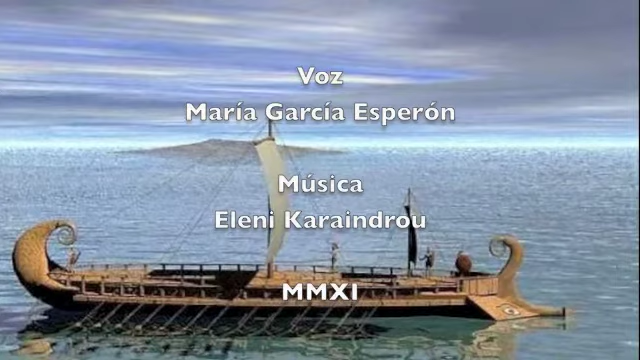 Voz
María García Esperón
Música
Eleni Karaindrou
MMXI